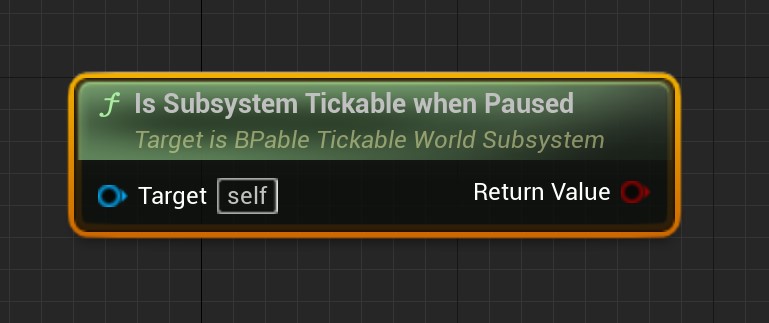 f Is Subsystem Tickable when Paused
Target is BPable Tickable World Subsystem
Target self
Return Value